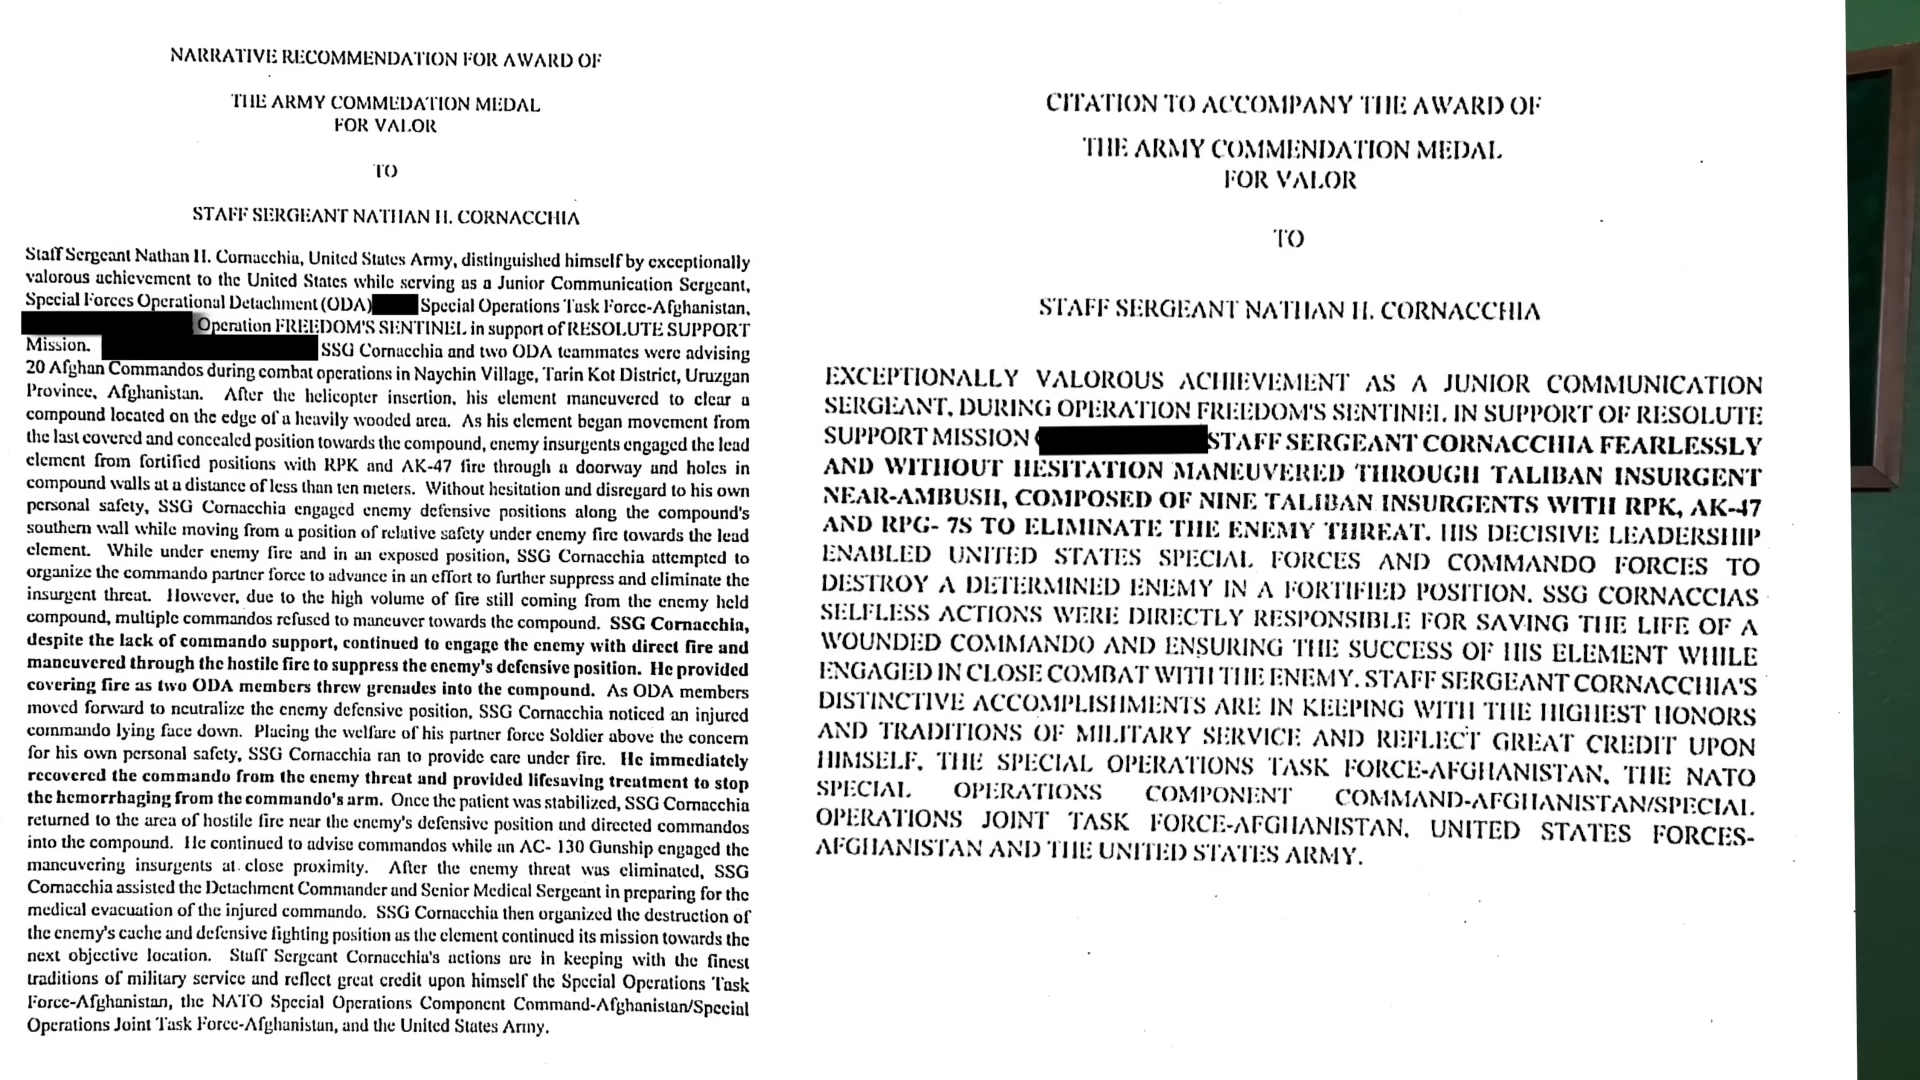 NARRATIVE RECOMMENDATION FOR AWARD OF
THE ARMY COMMEDATION MEDAL
FOR VALOR
TO
STAFF SERGEANT NATHAN H. CORNACCHIA
Staff Sergeant Nathan H. Cornacchia, United States Army, distinguished himself by exceptionally
valorous achievement to the United States while serving as a Junior Communication Sergeant,
Special Forces Operational Detachment (ODA) Special Operations Task Force-Afghanistan,
Operation FREEDOM'S SENTINEL in support of RESOLUTE SUPPORT
Mission. SSG Cornacchia and two ODA teammates were advising
20 Afghan Commandos during combat operations in Naychin Village, Tarin Kot District, Uruzgan
Province, Afghanistan. After the helicopter insertion, his element maneuvered to clear a
compound located on the edge of a heavily wooded area. As his element began movement from
the last covered and concealed position towards the compound, enemy insurgents engaged the lead
element from fortified positions with RPK and AK-47 fire through a doorway and holes in
compound walls at a distance of less than ten meters. Without hesitation and disregard to his own
personal safety, SSG Cornacchia engaged enemy defensive positions along the compound's
southern wall while moving from a position of relative safety under enemy fire towards the lead
element. While under enemy fire and in an exposed position, SSG Cornacchia attempted to
organize the commando partner force to advance in an effort to further suppress and eliminate the
insurgent threat. However, due to the high volume of fire still coming from the enemy held
compound, multiple commandos refused to maneuver towards the compound. SSG Cornacchia,
despite the lack of commando support, continued to engage the enemy with direct fire and
maneuvered through the hostile fire to suppress the enemy's defensive position. He provided
covering fire as two ODA members threw grenades into the compound. As ODA members
moved forward to neutralize the enemy defensive position, SSG Cornacchia noticed an injured
commando lying face down. Placing the welfare of his partner force Soldier above the concern
for his own personal safety, SSG Cornacchia ran to provide care under fire. He immediately
recovered the commando from the enemy threat and provided lifesaving treatment to stop
the hemorrhaging from the commando's arm. Once the patient was stabilized, SSG Cornacchia
returned to the area of hostile fire near the enemy's defensive position and directed commandos
into the compound. He continued to advise commandos while an AC- 130 Gunship engaged the
maneuvering insurgents at close proximity. After the enemy threat was eliminated, SSG
Cornacchia assisted the Detachment Commander and Senior Medical Sergeant in preparing for the
medical evacuation of the injured commando. SSG Cornacchia then organized the destruction of
the enemy's cache and defensive fighting position as the element continued its mission towards the
next objective location. Staff Sergeant Cornacchia's actions are in keeping with the finest
traditions of military service and reflect great credit upon himself the Special Operations Task
Force-Afghanistan, the NATO Special Operations Component Command-Afghanistan/Special
Operations Joint Task Force-Afghanistan, and the United States Army.
CITATION TO ACCOMPANY THE AWARD OF
THE ARMY COMMENDATION MEDAL
FOR VALOR
TO
STAFF SERGEANT NATHAN H. CORNACCHIA
EXCEPTIONALLY VALOROUS ACHIEVEMENT AS A JUNIOR COMMUNICATION
SERGEANT, DURING OPERATION FREEDOM'S SENTINEL IN SUPPORT OF RESOLUTE
SUPPORT MISSION STAFF SERGEANT CORNACCHIA FEARLESSLY
AND WITHOUT HESITATION MANEUVERED THROUGH TALIBAN INSURGENT
NEAR-AMBUSH, COMPOSED OF NINE TALIBAN INSURGENTS WITH RPK, AK-47
AND RPG- 7S TO ELIMINATE THE ENEMY THREAT. HIS DECISIVE LEADERSHIP
ENABLED UNITED STATES SPECIAL FORCES AND COMMANDO FORCES TO
DESTROY A DETERMINED ENEMY IN A FORTIFIED POSITION. SSG CORNACCIAS
SELFLESS ACTIONS WERE DIRECTLY RESPONSIBLE FOR SAVING THE LIFE OF A
WOUNDED COMMANDO AND ENSURING THE SUCCESS OF HIS ELEMENT WHILE
ENGAGED IN CLOSE COMBAT WITH THE ENEMY. STAFF SERGEANT CORNACCHIA'S
DISTINCTIVE ACCOMPLISHMENTS ARE IN KEEPING WITH THE HIGHEST HONORS
AND TRADITIONS OF MILITARY SERVICE AND REFLECT GREAT CREDIT UPON
HIMSELF, THE SPECIAL OPERATIONS TASK FORCE-AFGHANISTAN, THE NATO
SPECIAL OPERATIONS COMPONENT COMMAND-AFGHANISTAN/SPECIAL
OPERATIONS JOINT TASK FORCE-AFGHANISTAN, UNITED STATES FORCES-
AFGHANISTAN AND THE UNITED STATES ARMY.